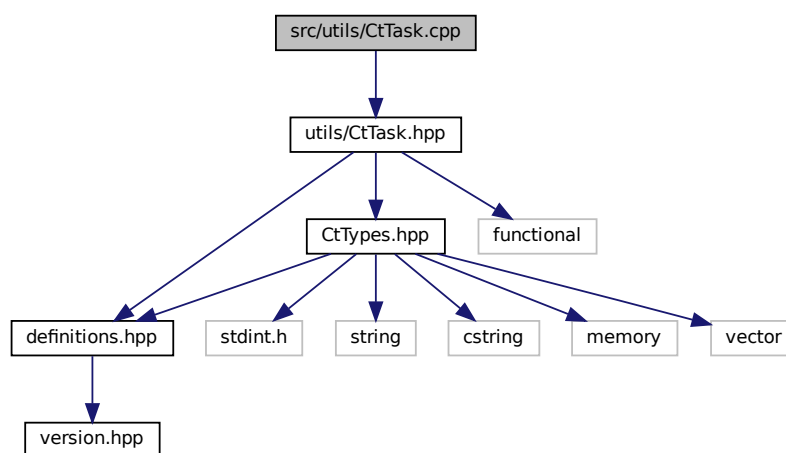 src/utils/CtTask.cpp
utils/CtTask.hpp
CtTypes.hpp
functional
definitions.hpp
stdint.h
string
cstring
memory
vector
version.hpp